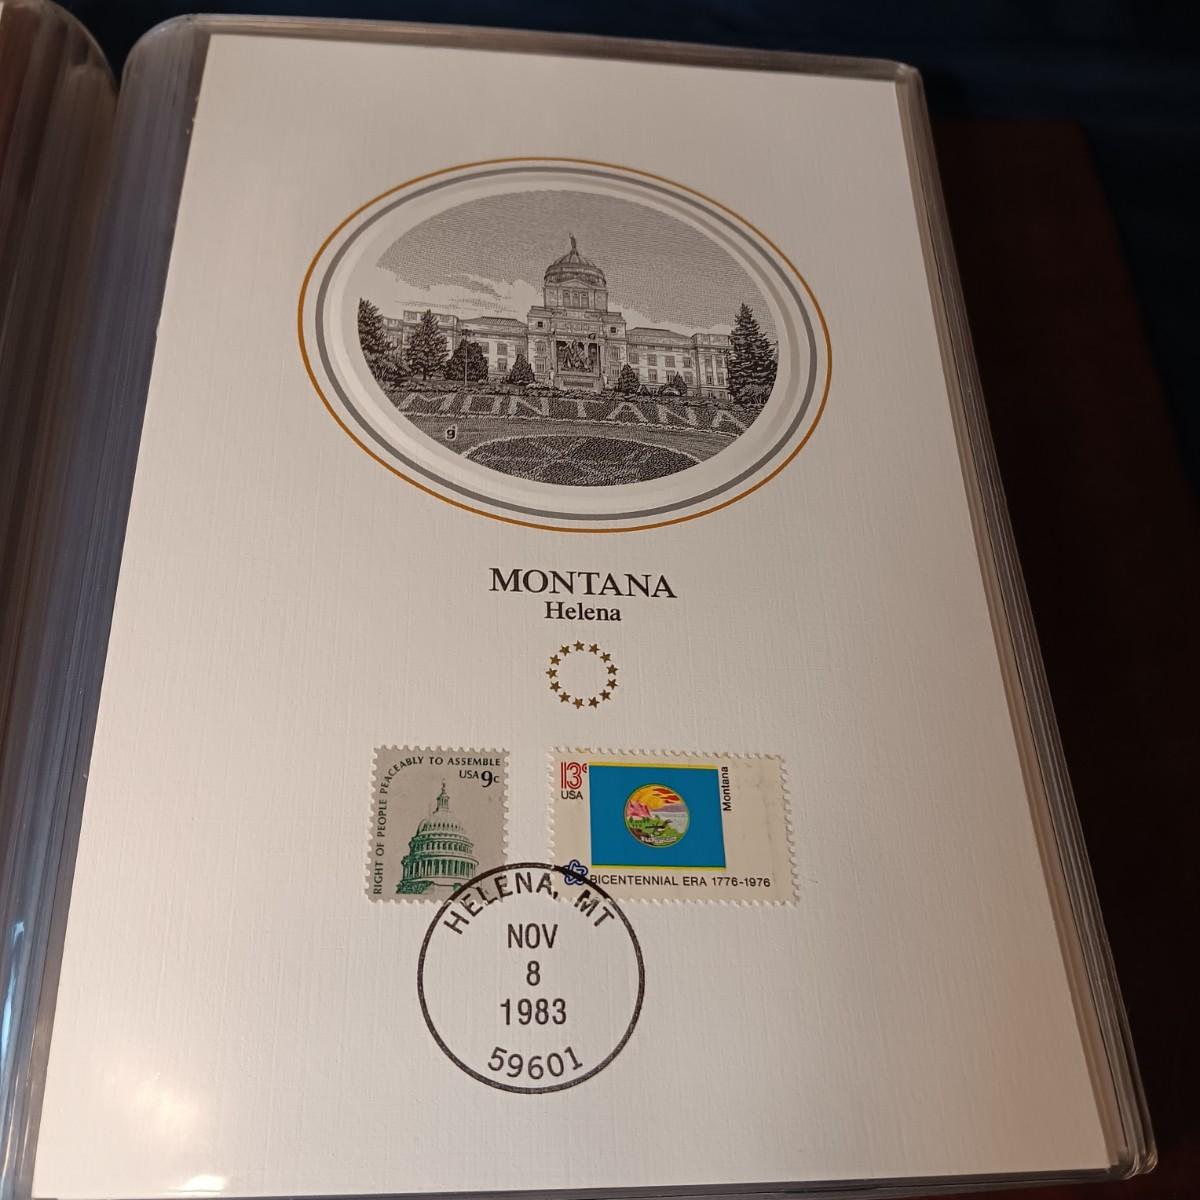 MONTANA
g
MONTANA
Helena
RIGHT OF PEOPLE PEACEABLY TO ASSEMBLE
USA 9c
13c
USA
Montana
BICENTENNIAL ERA 1776-1976
HELENA, MT
NOV
8
1983
59601